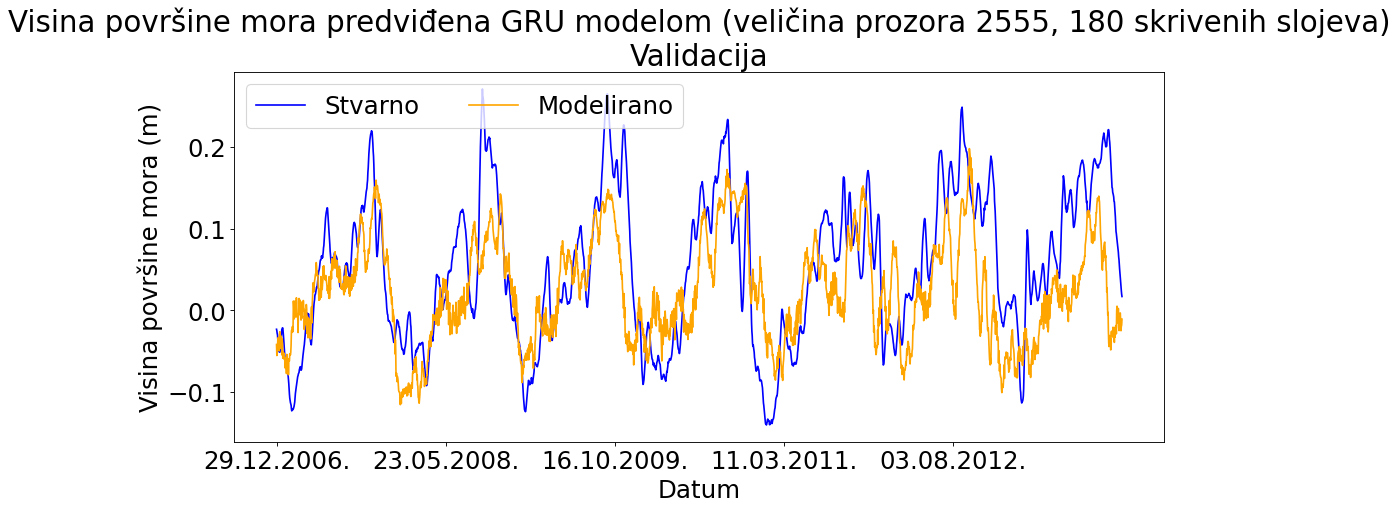 Visina površine mora predviđena GRU modelom (veličina prozora 2555, 180 skrivenih slojeva)
Validacija
Stvarno Modelirano
Visina površine mora (m)
0.2
0.1
0.0
−0.1
29.12.2006. 23.05.2008. 16.10.2009. 11.03.2011. 03.08.2012.
Datum